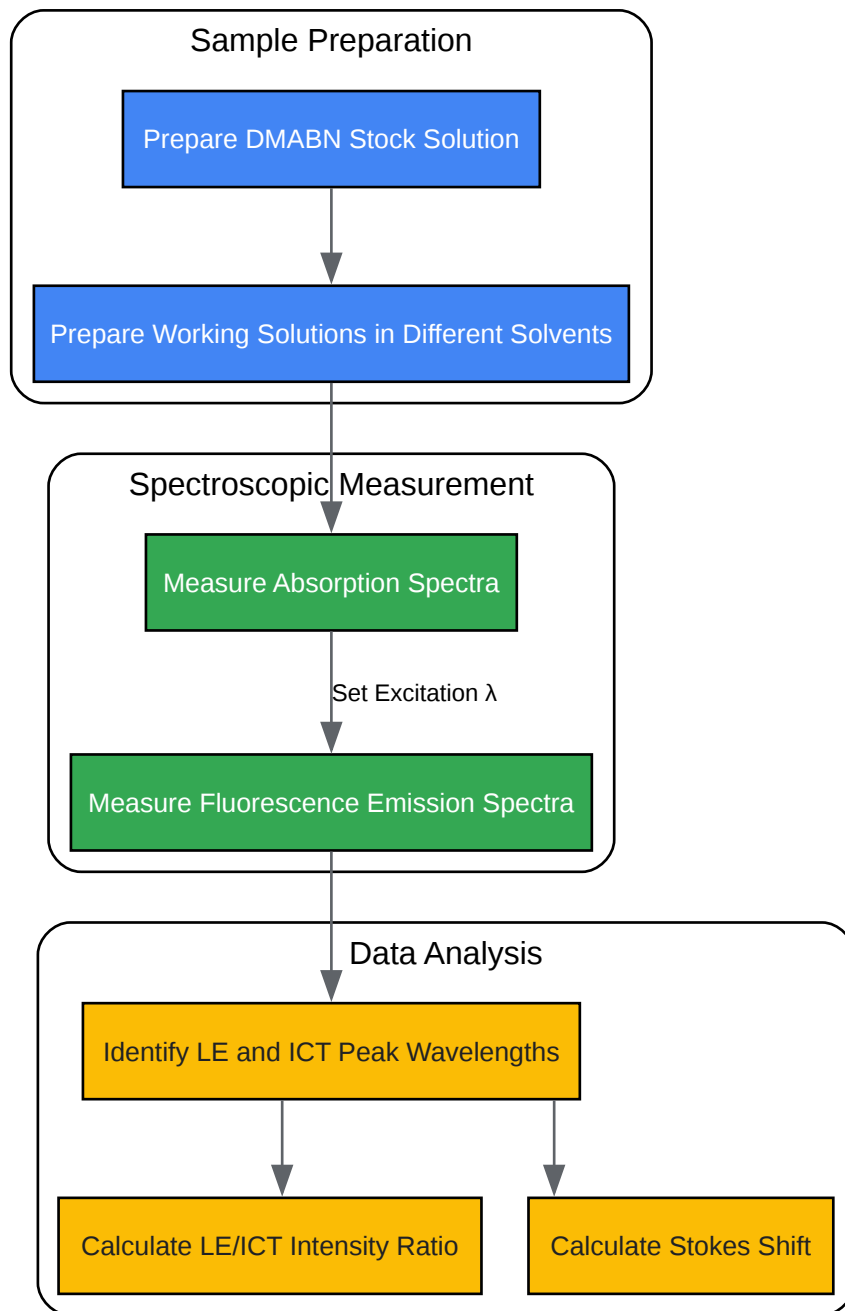 Sample Preparation
Prepare DMABN Stock Solution
Prepare Working Solutions in Different Solvents
Spectroscopic Measurement
Measure Absorption Spectra
Set Excitation λ
Measure Fluorescence Emission Spectra
Data Analysis
Identify LE and ICT Peak Wavelengths
Calculate LE/ICT Intensity Ratio
Calculate Stokes Shift